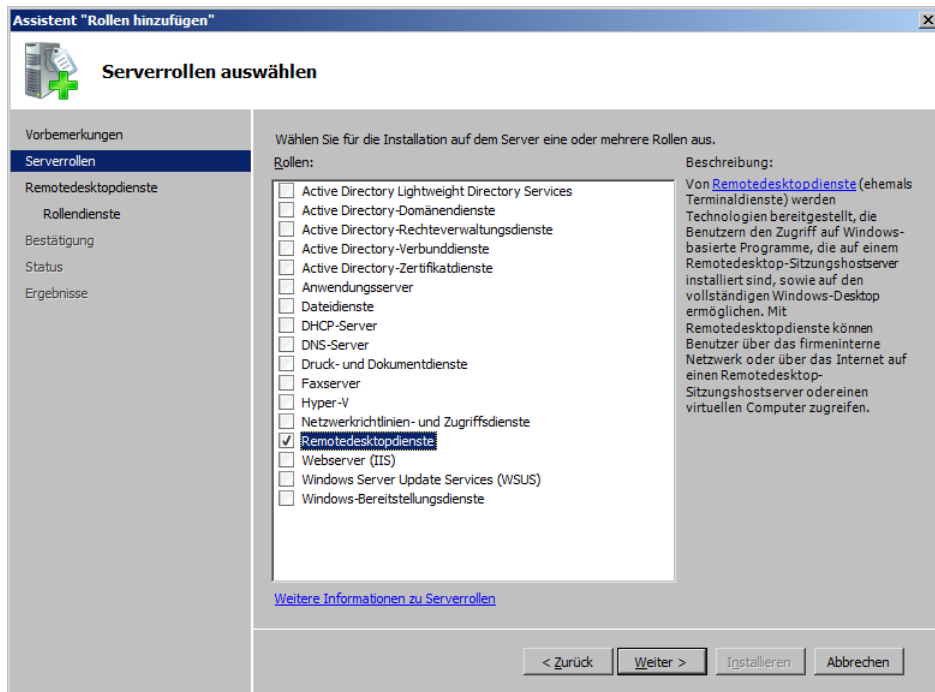 Assistent "Rollen hinzufügen"
Serverrollen auswählen
Vorbemerkungen
Serverrollen
Remotedesktopdienste
Rollendienste
Bestätigung
Status
Ergebnisse
Wählen Sie für die Installation auf dem Server eine oder mehrere Rollen aus.
Rollen:
Active Directory Lightweight Directory Services
Active Directory-Domänendienste
Active Directory-Rechteverwaltungsdienste
Active Directory-Verbunddienste
Active Directory-Zertifikatdienste
Anwendungsserver
Dateidienste
DHCP-Server
DNS-Server
Druck- und Dokumentdienste
Faxserver
Hyper-V
Netzwerkrichtlinien- und Zugriffsdienste
Remotedesktopdienste
Webserver (IIS)
Windows Server Update Services (WSUS)
Windows-Bereitstellungsdienste
Weitere Informationen zu Serverrollen
Beschreibung:
Von Remotedesktopdienste (ehemals
Terminaldienste) werden
Technologien bereitgestellt, die
Benutzern den Zugriff auf Windows-
basierte Programme, die auf einem
Remotedesktop-Sitzungshostserver
installiert sind, sowie auf den
vollständigen Windows-Desktop
ermöglichen. Mit
Remotedesktopdienste können
Benutzer über das firmeninterne
Netzwerk oder über das Internet auf
einen Remotedesktop-
Sitzungshostserver odereinen
virtuellen Computer zugreifen.
< Zurück
Weiter >
Installieren
Abbrechen